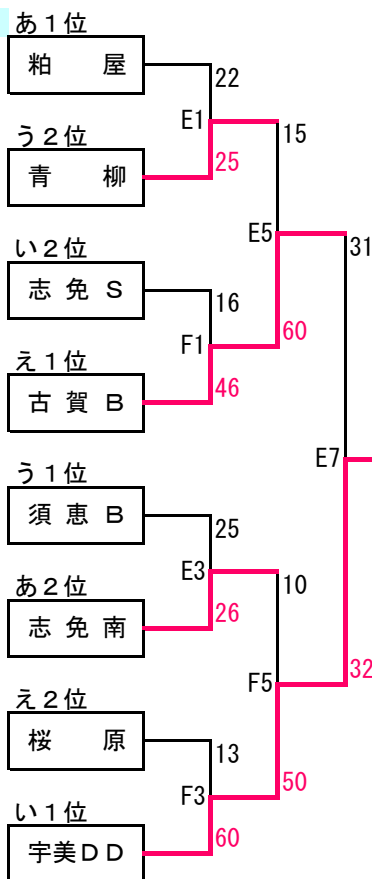 あ１位
粕　屋
22
E1
15
う２位
25
青　柳
E5
31
い２位
志免Ｓ
16
60
F1
え１位
46
古賀Ｂ
E7
う１位
須恵Ｂ
25
E3
10
あ２位
26
志免南
F5
32
え２位
桜　原
13
50
F3
い１位
60
宇美ＤＤ